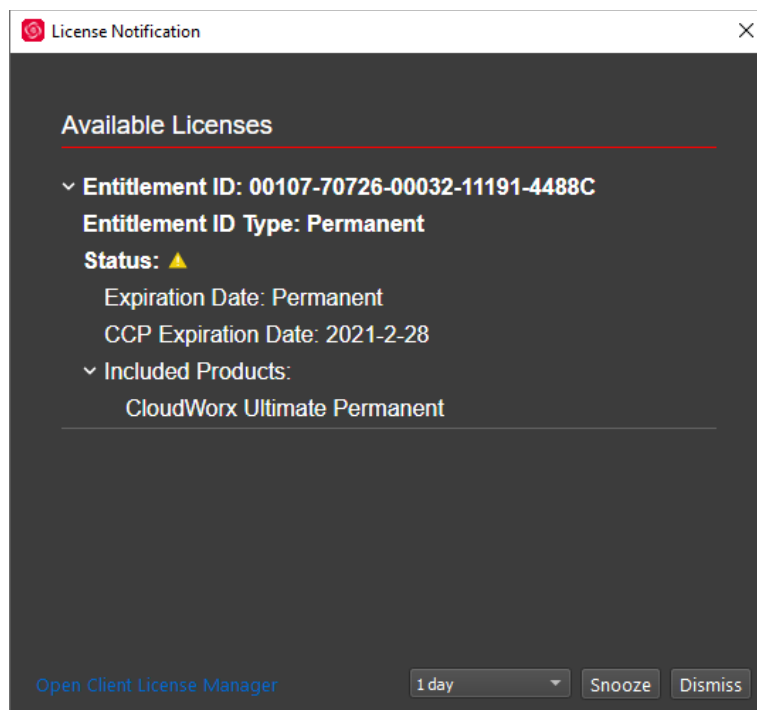 License Notification
Available Licenses
Entitlement ID: 00107-70726-00032-11191-4488C
Entitlement ID Type: Permanent
Status:
Expiration Date: Permanent
CCP Expiration Date: 2021-2-28
Included Products:
CloudWorx Ultimate Permanent
Open Client License Manager
1 day
Snooze
Dismiss